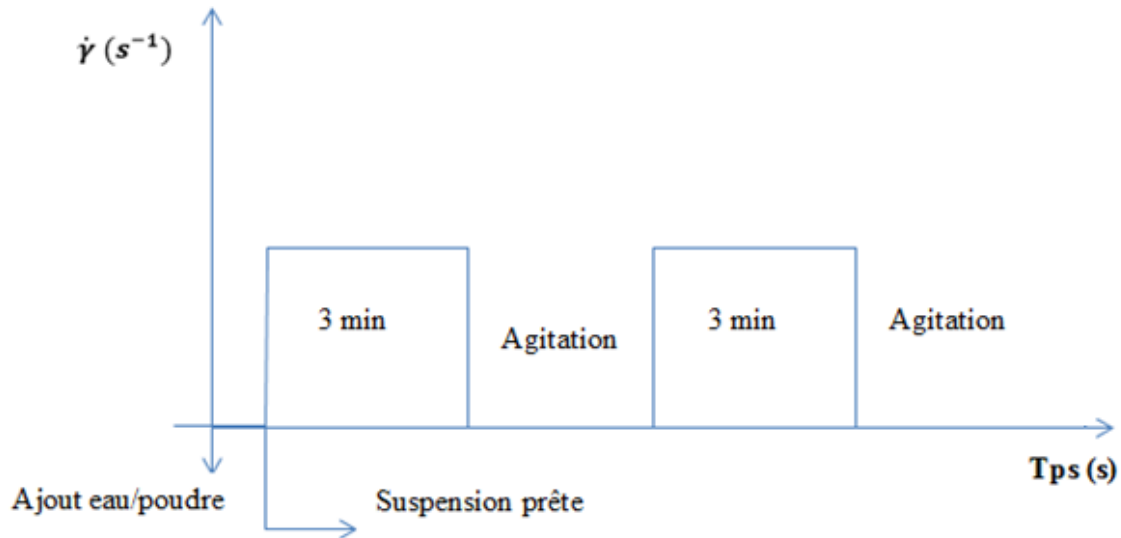 γ̇ (s⁻¹)
3 min
Agitation
3 min
Agitation
Tps (s)
Ajout eau/poudre
Suspension prête